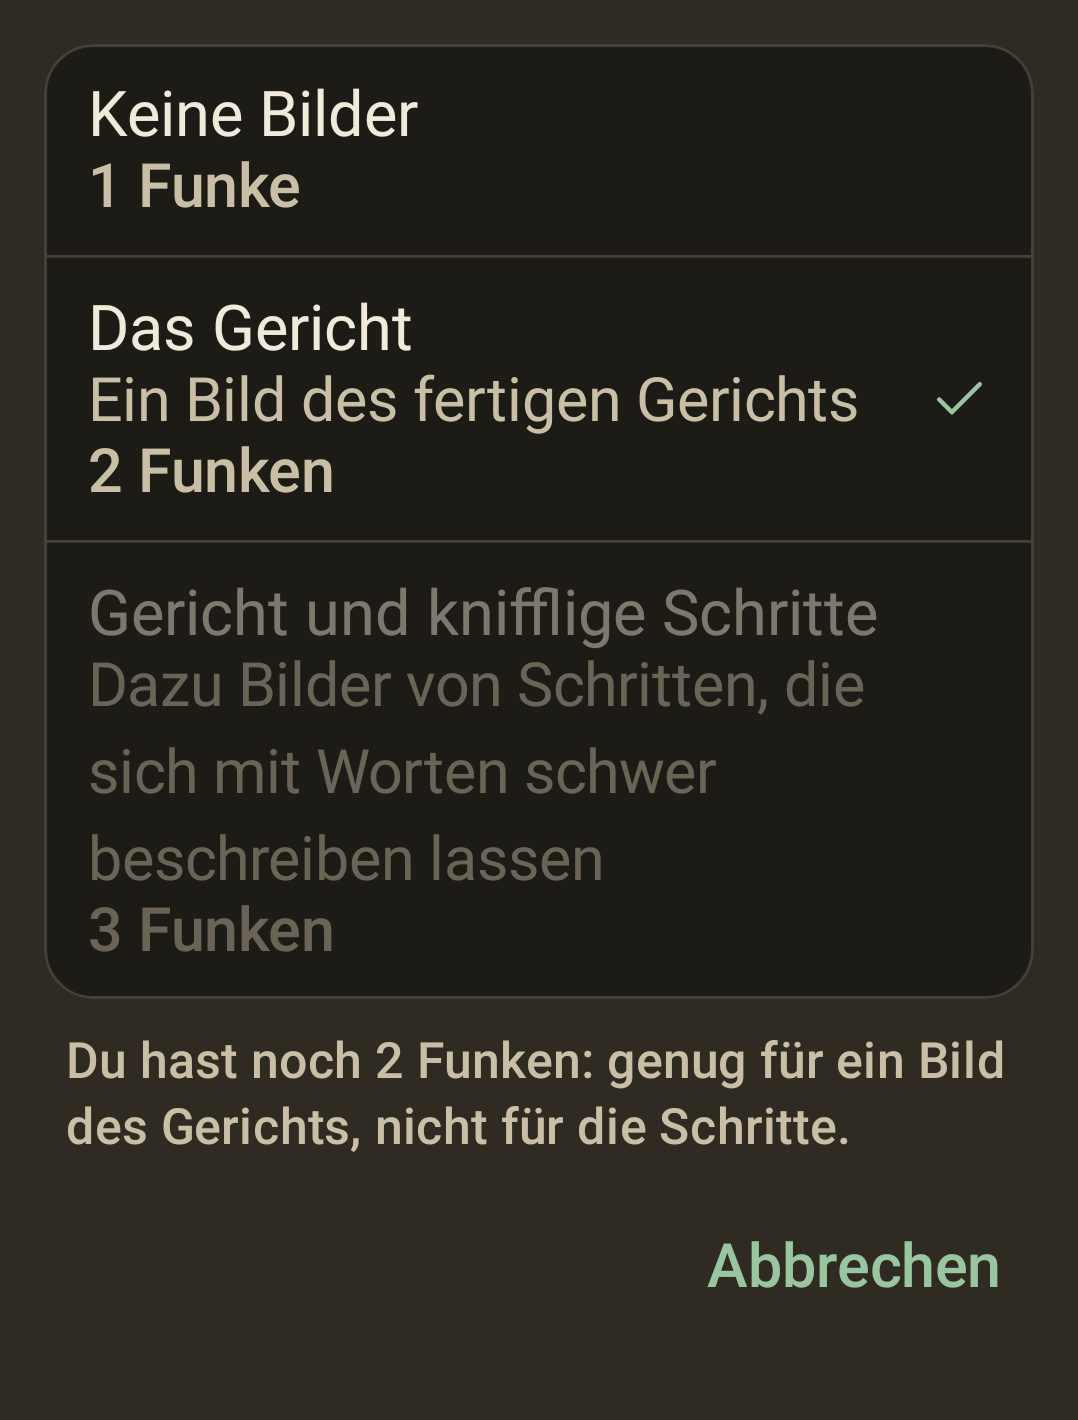 Keine Bilder
1 Funke
Das Gericht
Ein Bild des fertigen Gerichts
2 Funken
Gericht und knifflige Schritte
Dazu Bilder von Schritten, die
sich mit Worten schwer
beschreiben lassen
3 Funken
Du hast noch 2 Funken: genug für ein Bild
des Gerichts, nicht für die Schritte.
Abbrechen